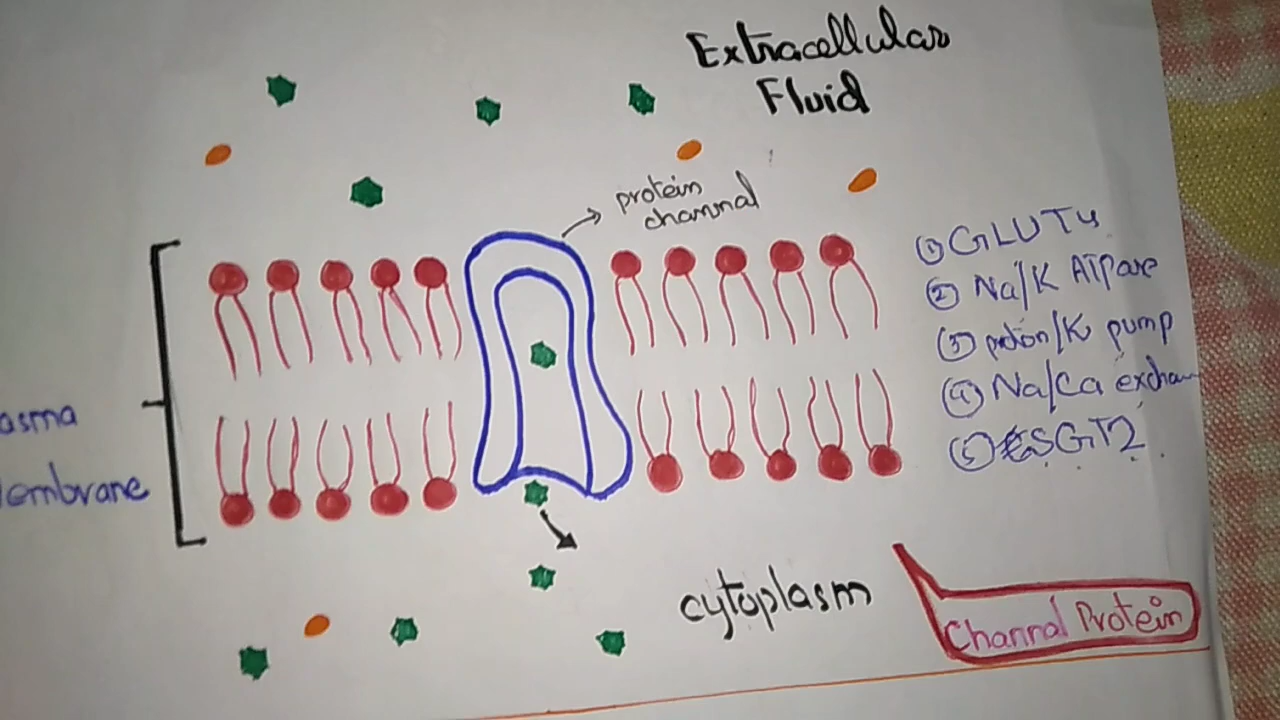 Extracellular
Fluid
protein
channal
① GLUT4
② Na/K ATPase
③ proton/K pump
④ Na/Ca exchan
⑤ SGT2
asma
embrane
cytoplasm
Channal Protein